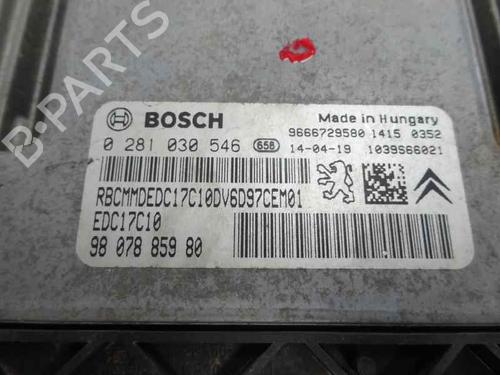 BOSCH
Made in Hungary
0 281 030 546 658
9666729580 1415 0352
14-04-19 1039S66021
RBCMMDEDC17C10DV6D97CEM01
EDC17C10
98 078 859 80
B-PARTS